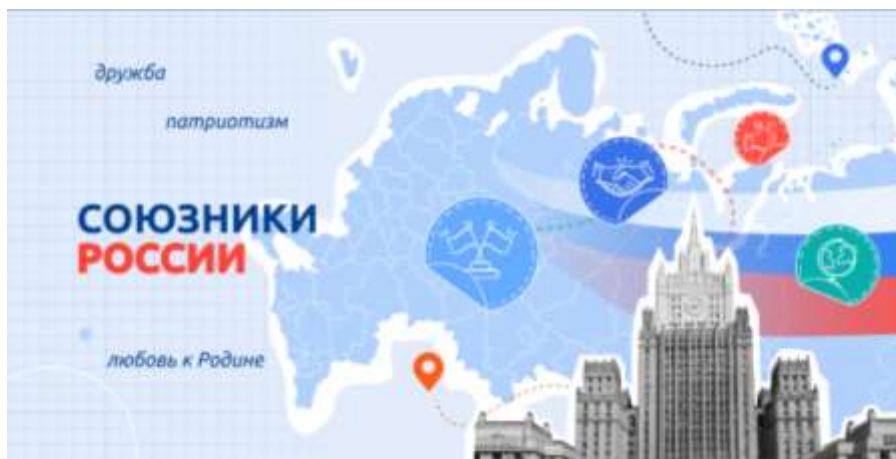 дружба
патриотизм
СОЮЗНИКИ
РОССИИ
любовь к Родине